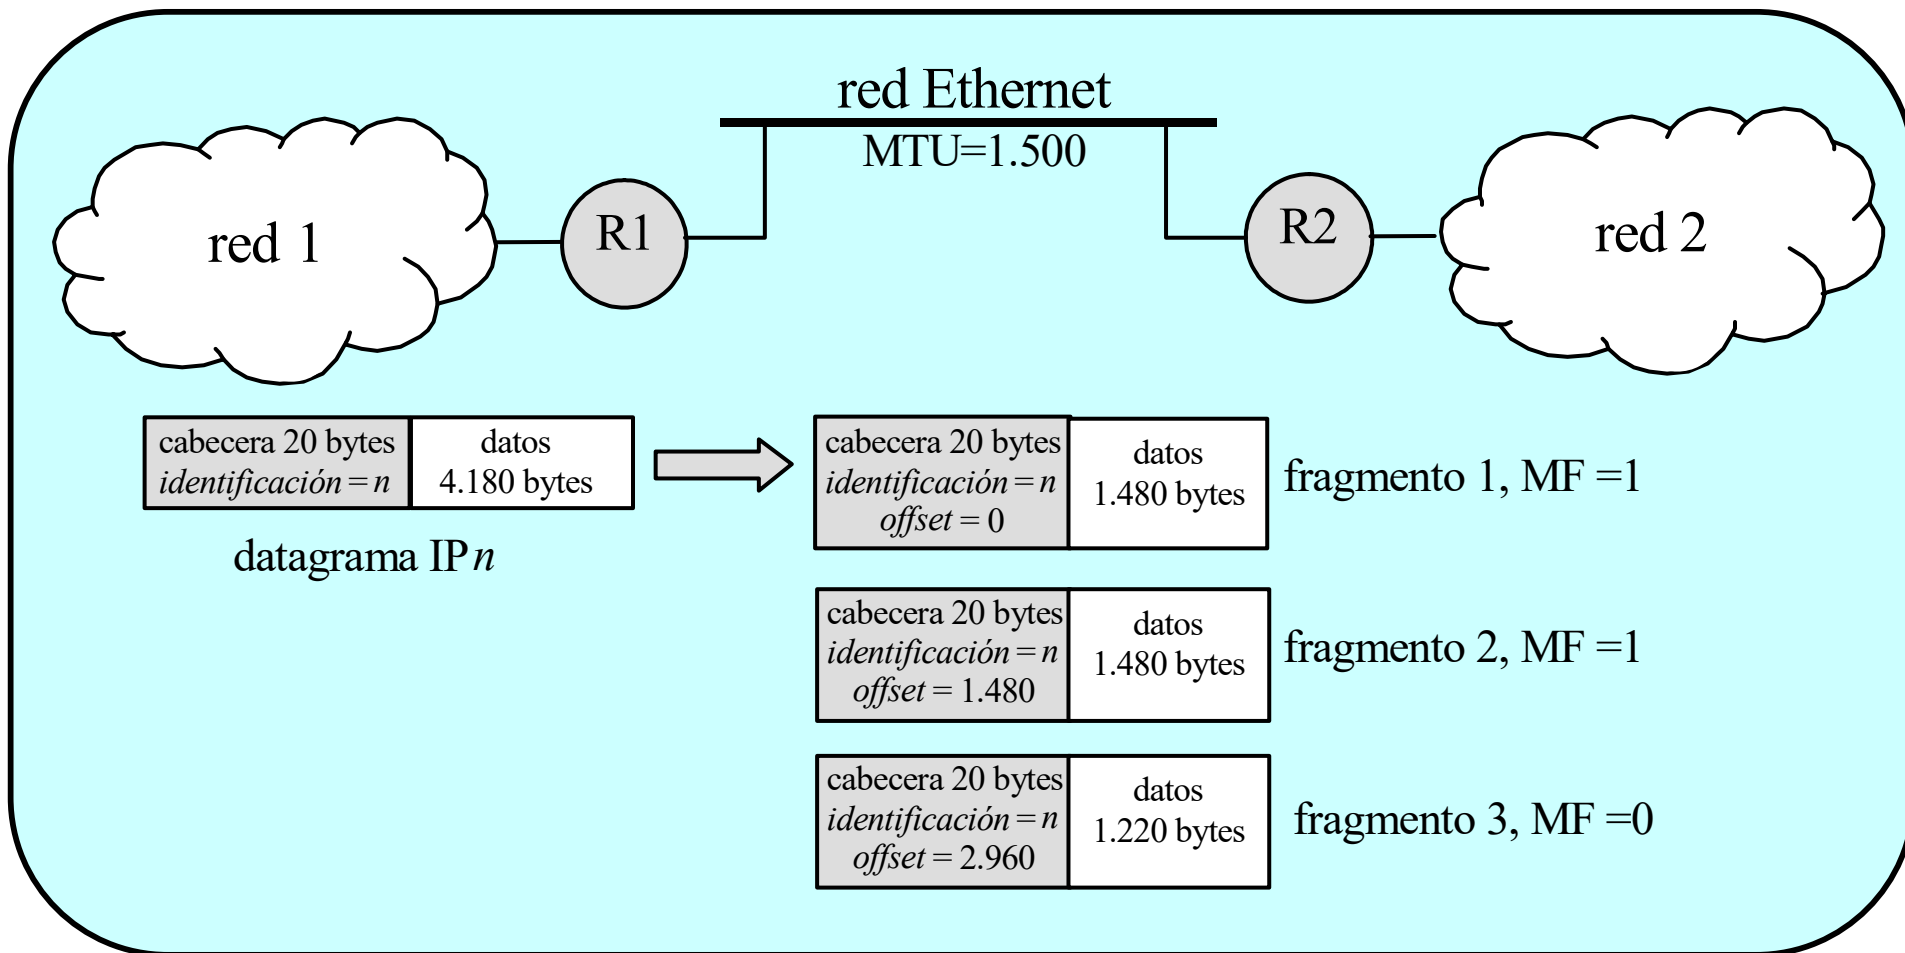 red Ethernet
MTU=1.500
red 1
R1
R2
red 2
cabecera 20 bytes
identificación = n
datos
4.180 bytes
datagrama IP n
cabecera 20 bytes
identificación = n
offset = 0
datos
1.480 bytes
fragmento 1, MF =1
cabecera 20 bytes
identificación = n
offset = 1.480
datos
1.480 bytes
fragmento 2, MF =1
cabecera 20 bytes
identificación = n
offset = 2.960
datos
1.220 bytes
fragmento 3, MF =0